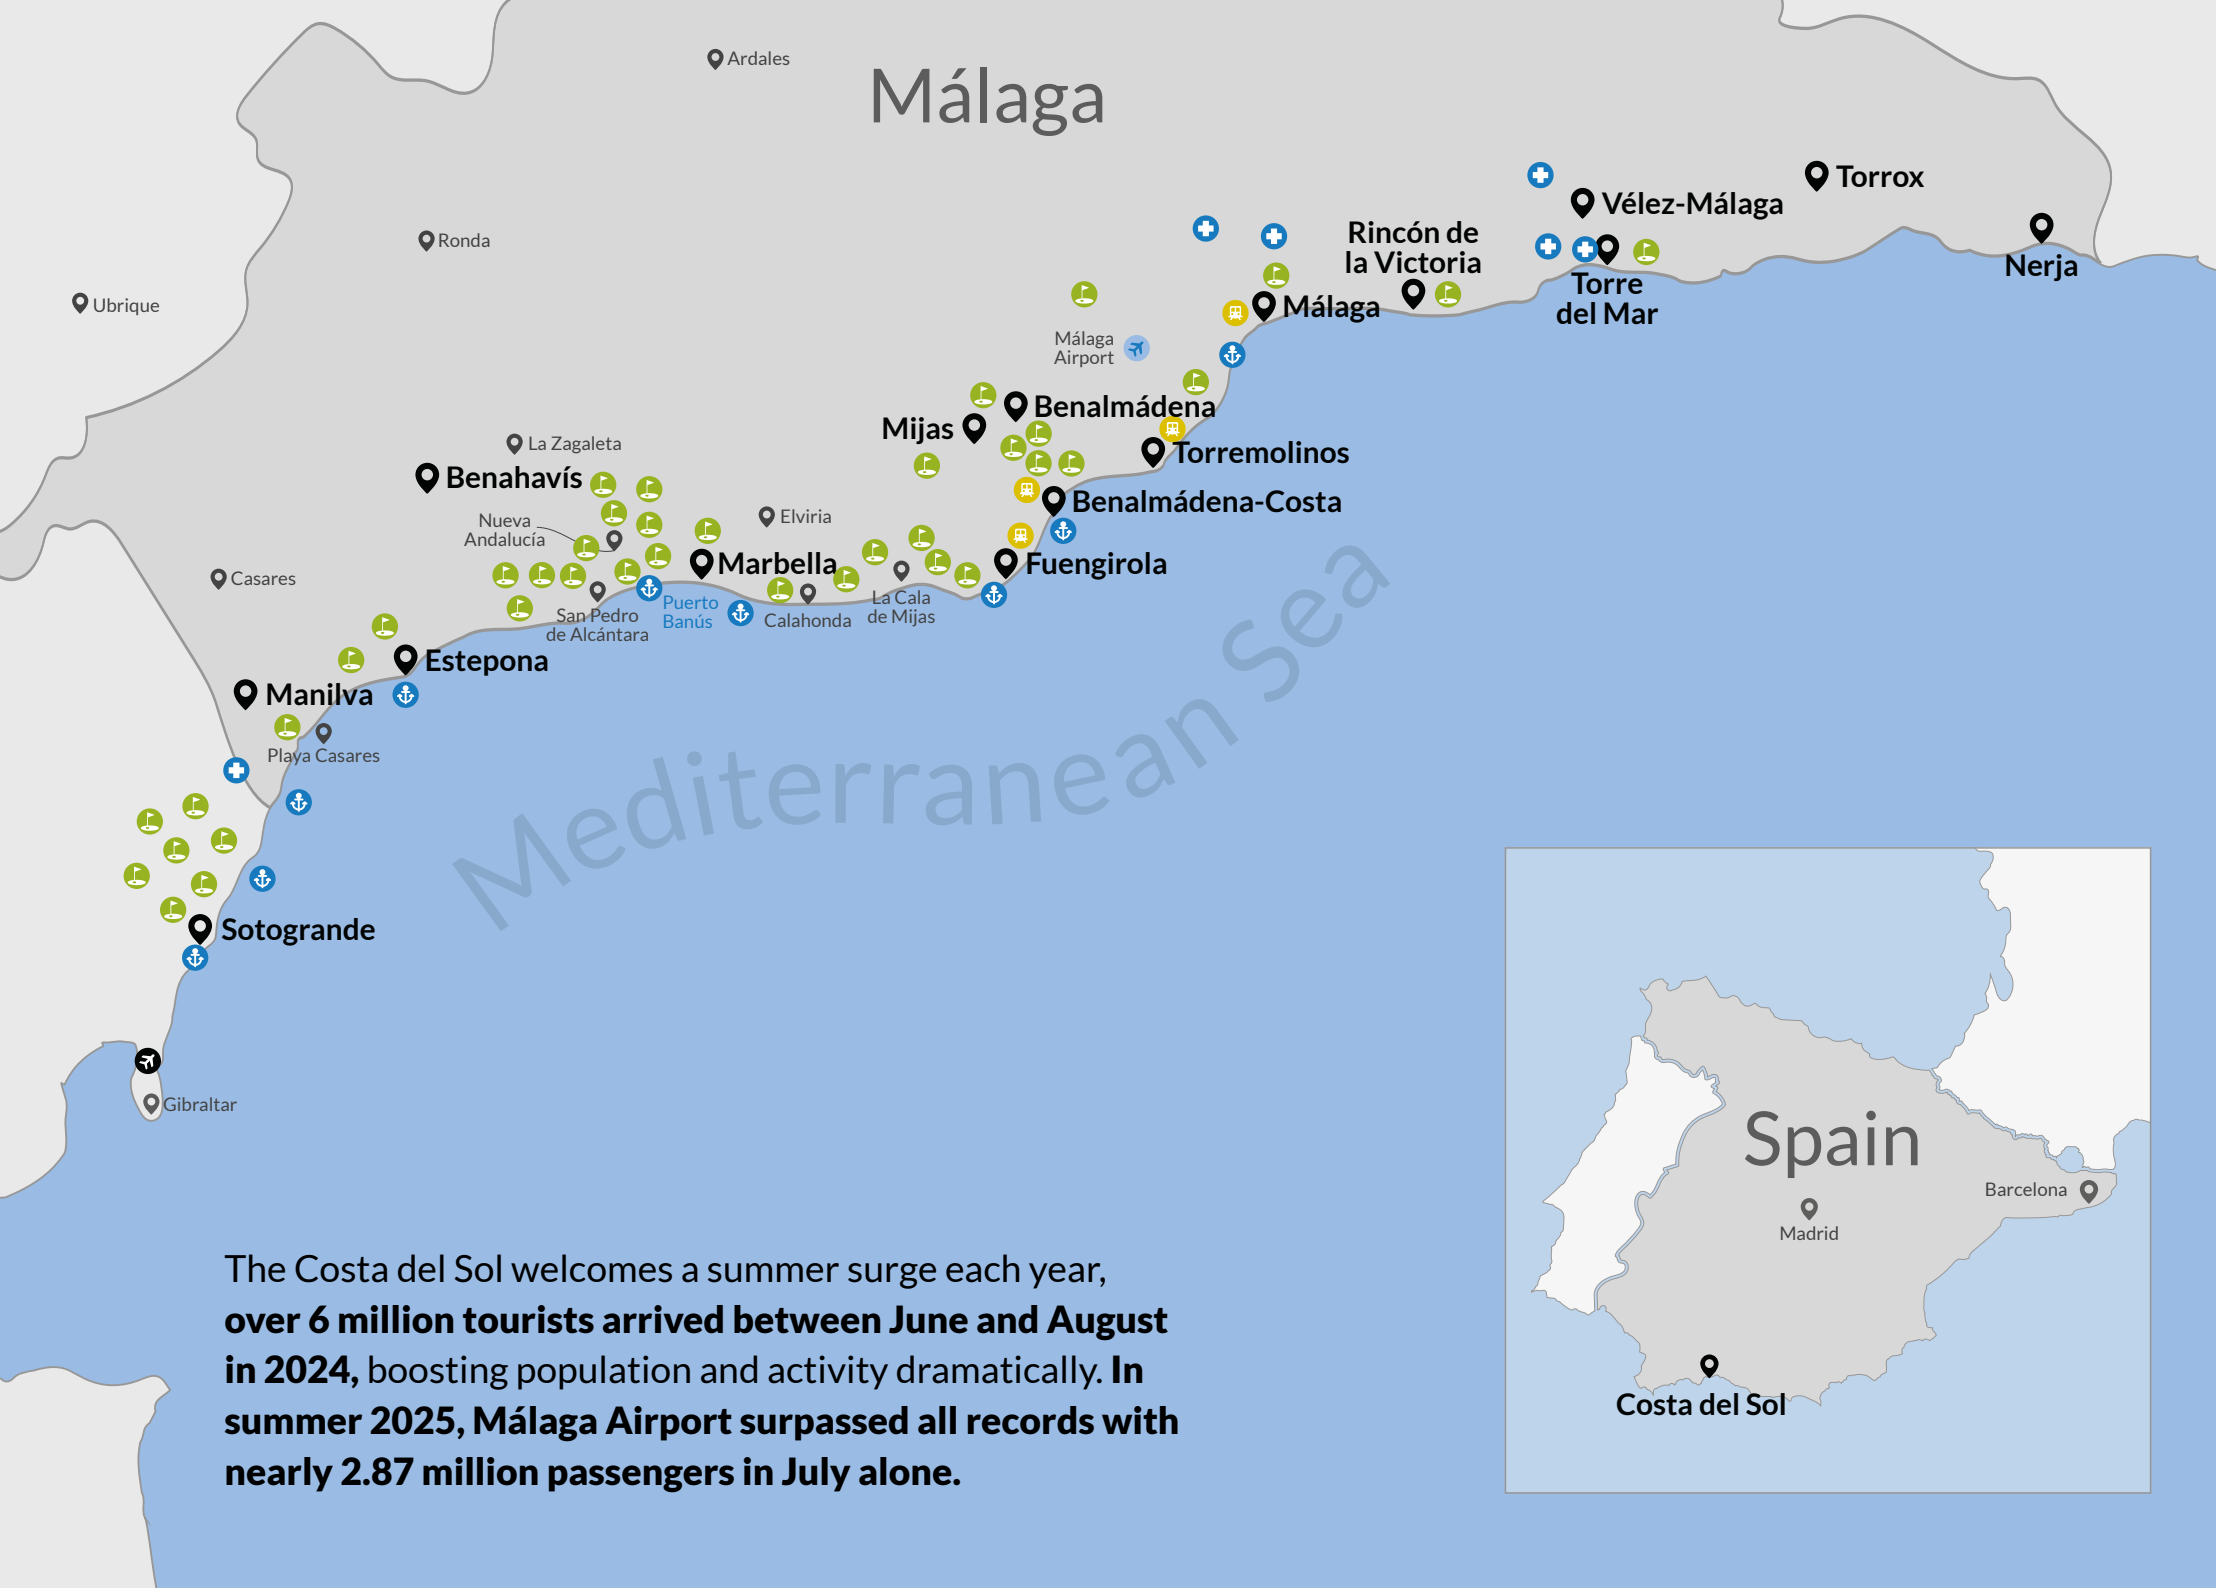 Ardales
Málaga
Torrox
Vélez-Málaga
Rincón de
la Victoria
Ronda
Nerja
Torre
del Mar
Ubrique
Málaga
Málaga
Airport
Benalmádena
Mijas
La Zagaleta
Torremolinos
Benahavís
Benalmádena-Costa
Nueva
Andalucía
Elviria
Marbella
Fuengirola
Casares
Puerto
Banús
San Pedro
de Alcántara
Calahonda
La Cala
de Mijas
Estepona
Manilva
Playa Casares
Mediterranean Sea
Sotogrande
Gibraltar
Spain
Barcelona
Madrid
Costa del Sol
The Costa del Sol welcomes a summer surge each year,
over 6 million tourists arrived between June and August
in 2024, boosting population and activity dramatically. In
summer 2025, Málaga Airport surpassed all records with
nearly 2.87 million passengers in July alone.